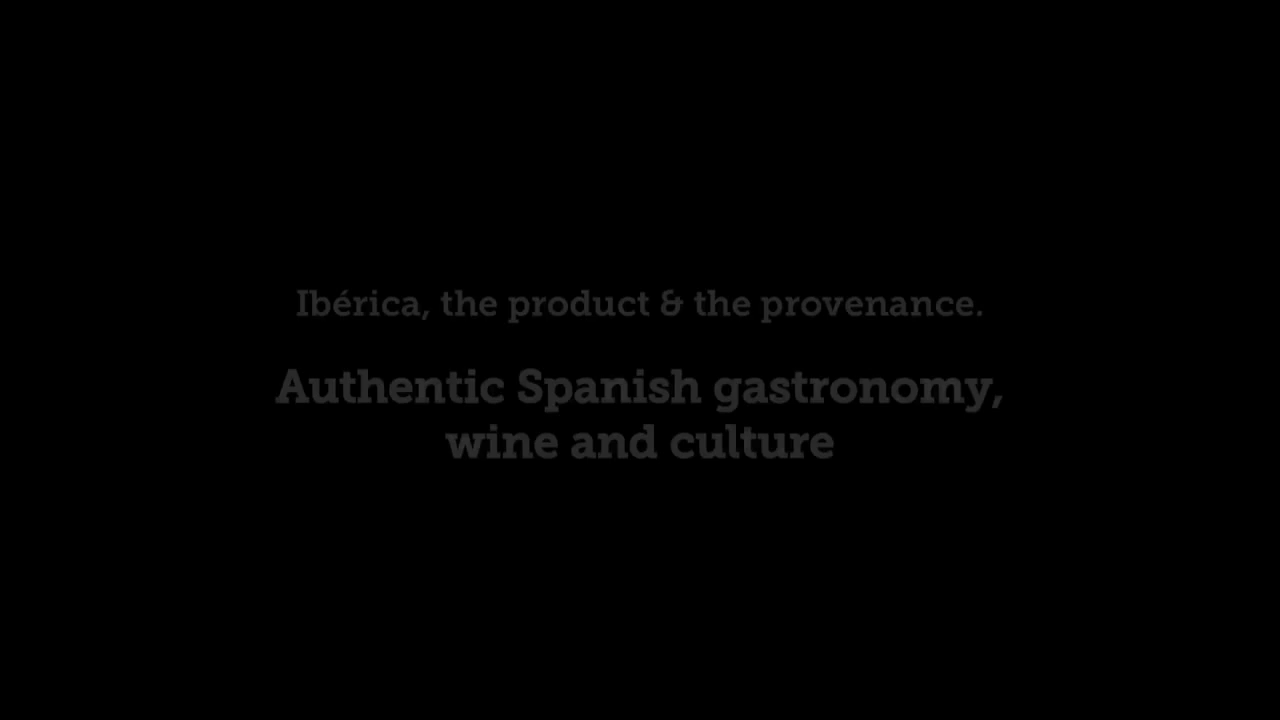 Ibérica, the product & the provenance.
Authentic Spanish gastronomy,
wine and culture